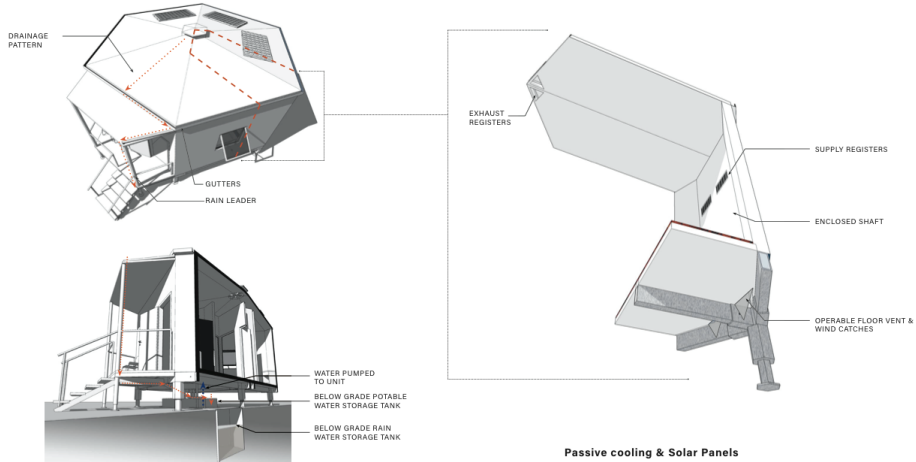 DRAINAGE
PATTERN
GUTTERS
RAIN LEADER
EXHAUST
REGISTERS
SUPPLY REGISTERS
ENCLOSED SHAFT
OPERABLE FLOOR VENT &
WIND CATCHES
WATER PUMPED
TO UNIT
BELOW GRADE POTABLE
WATER STORAGE TANK
BELOW GRADE RAIN
WATER STORAGE TANK
Passive cooling & Solar Panels